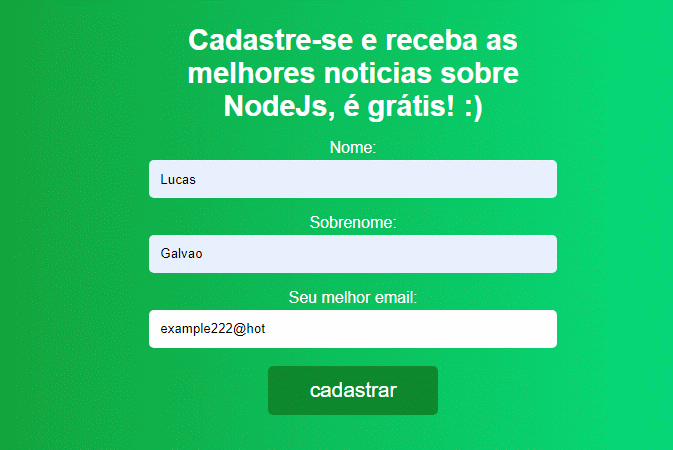 Cadastre-se e receba as
melhores noticias sobre
NodeJs, é grátis! :)
Nome:
Lucas
Sobrenome:
Galvao
Seu melhor email:
example222@hot
cadastrar